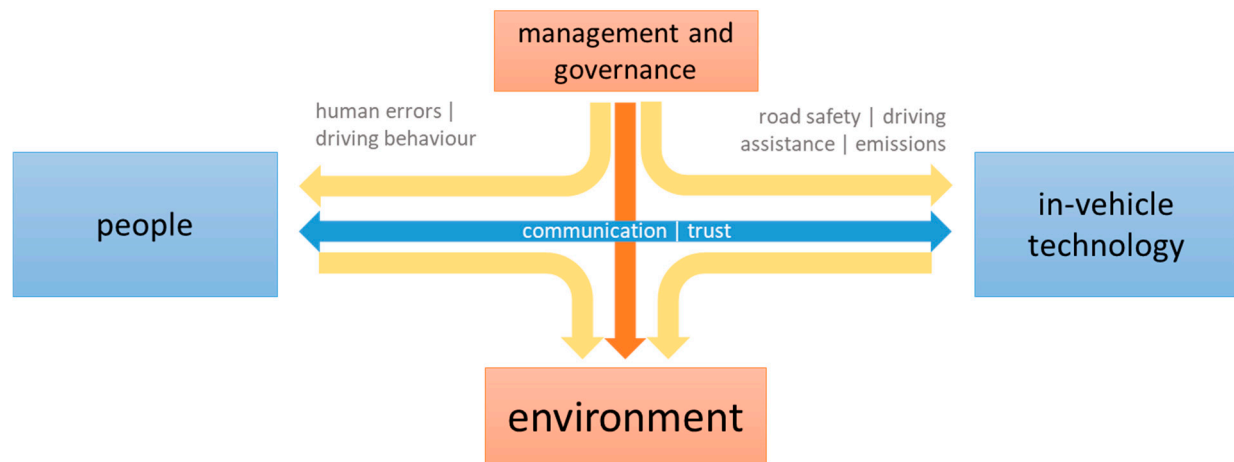 management and
governance
human errors |
driving behaviour
road safety | driving
assistance | emissions
people
communication | trust
in-vehicle
technology
environment